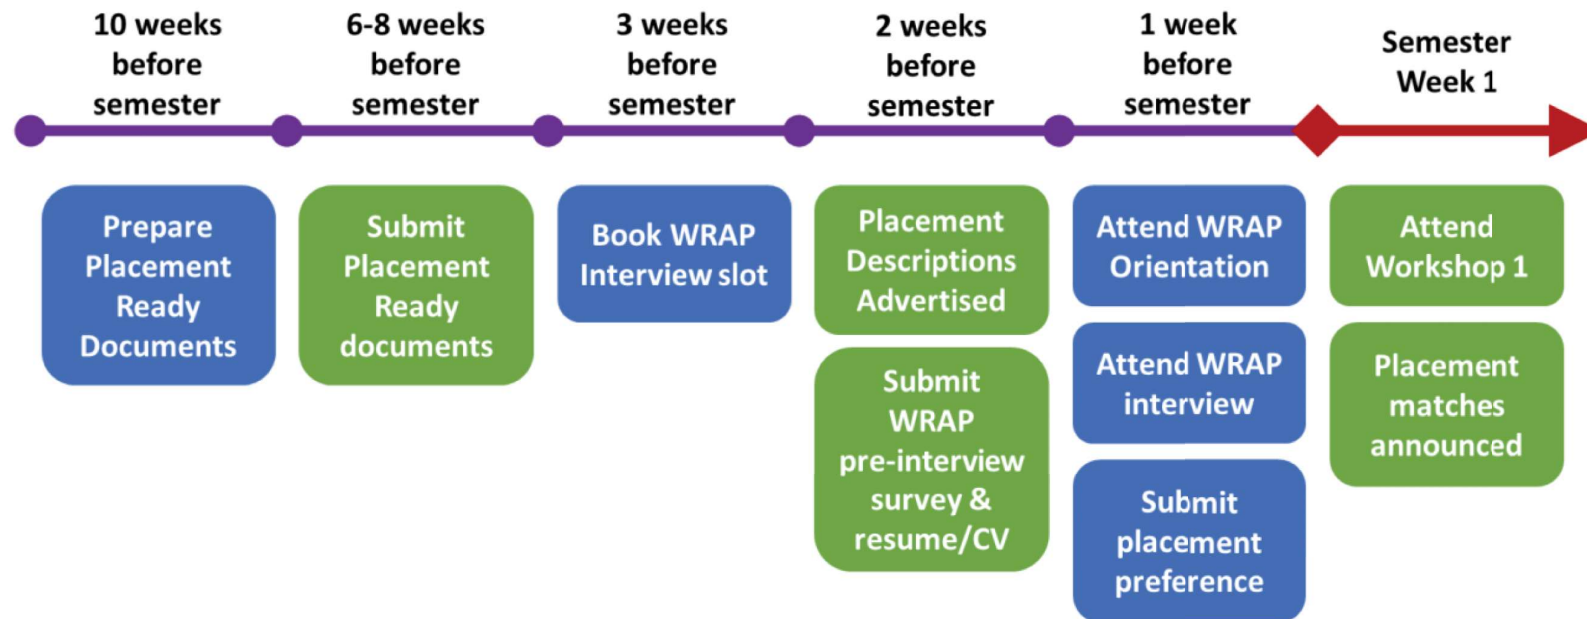 10 weeks
before
semester
6-8 weeks
before
semester
3 weeks
before
semester
2 weeks
before
semester
1 week
before
semester
Semester
Week 1
Prepare
Placement
Ready
Documents
Submit
Placement
Ready
documents
Book WRAP
Interview slot
Placement
Descriptions
Advertised
Submit
WRAP
pre-interview
survey &
resume/CV
Attend WRAP
Orientation
Attend WRAP
interview
Submit
placement
preference
Attend
Workshop 1
Placement
matches
announced